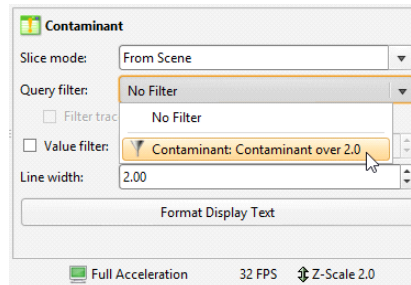 Contaminant
Slice mode: From Scene
Query filter: No Filter
Filter trac No Filter
Value filter: Contaminant: Contaminant over 2.0
Line width: 2.00
Format Display Text
Full Acceleration 32 FPS Z-Scale 2.0